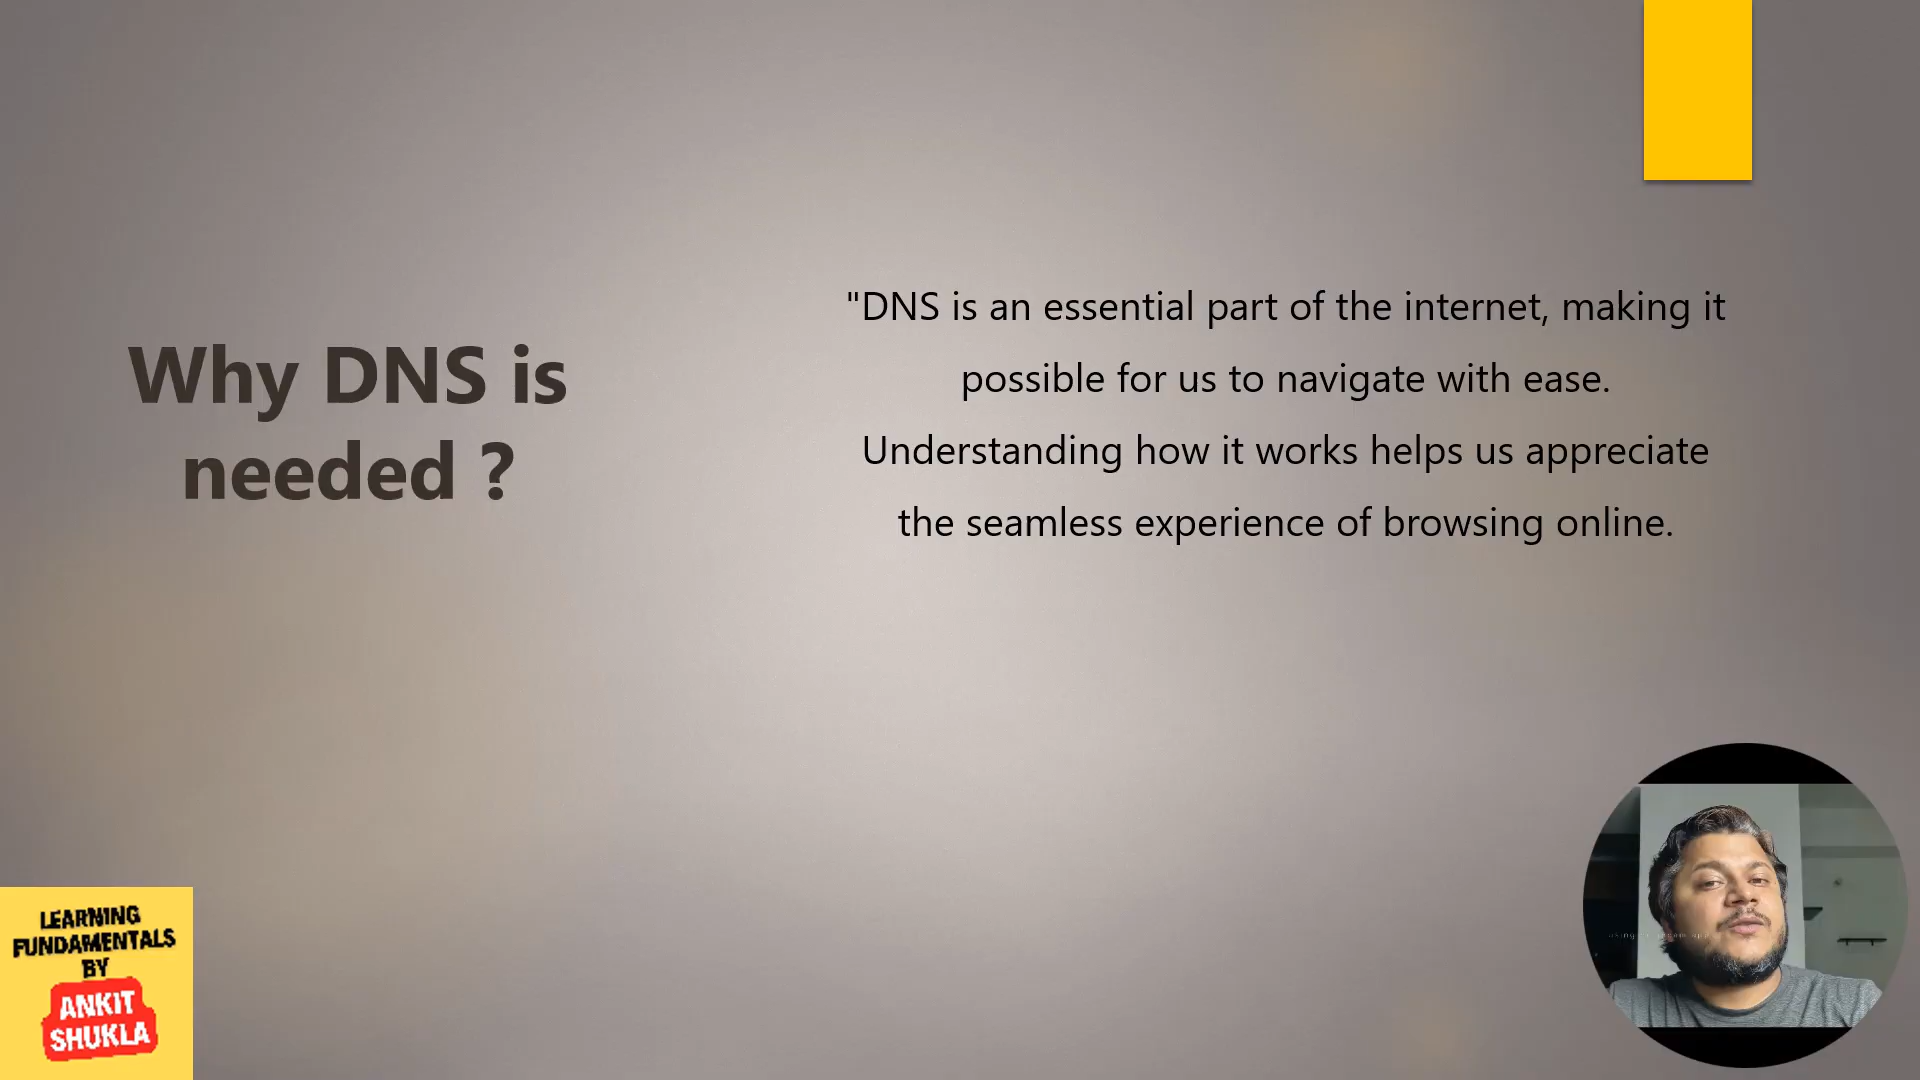 Why DNS is
needed ?
"DNS is an essential part of the internet, making it
possible for us to navigate with ease.
Understanding how it works helps us appreciate
the seamless experience of browsing online.
LEARNING
FUNDAMENTALS
BY
ANKIT
SHUKLA